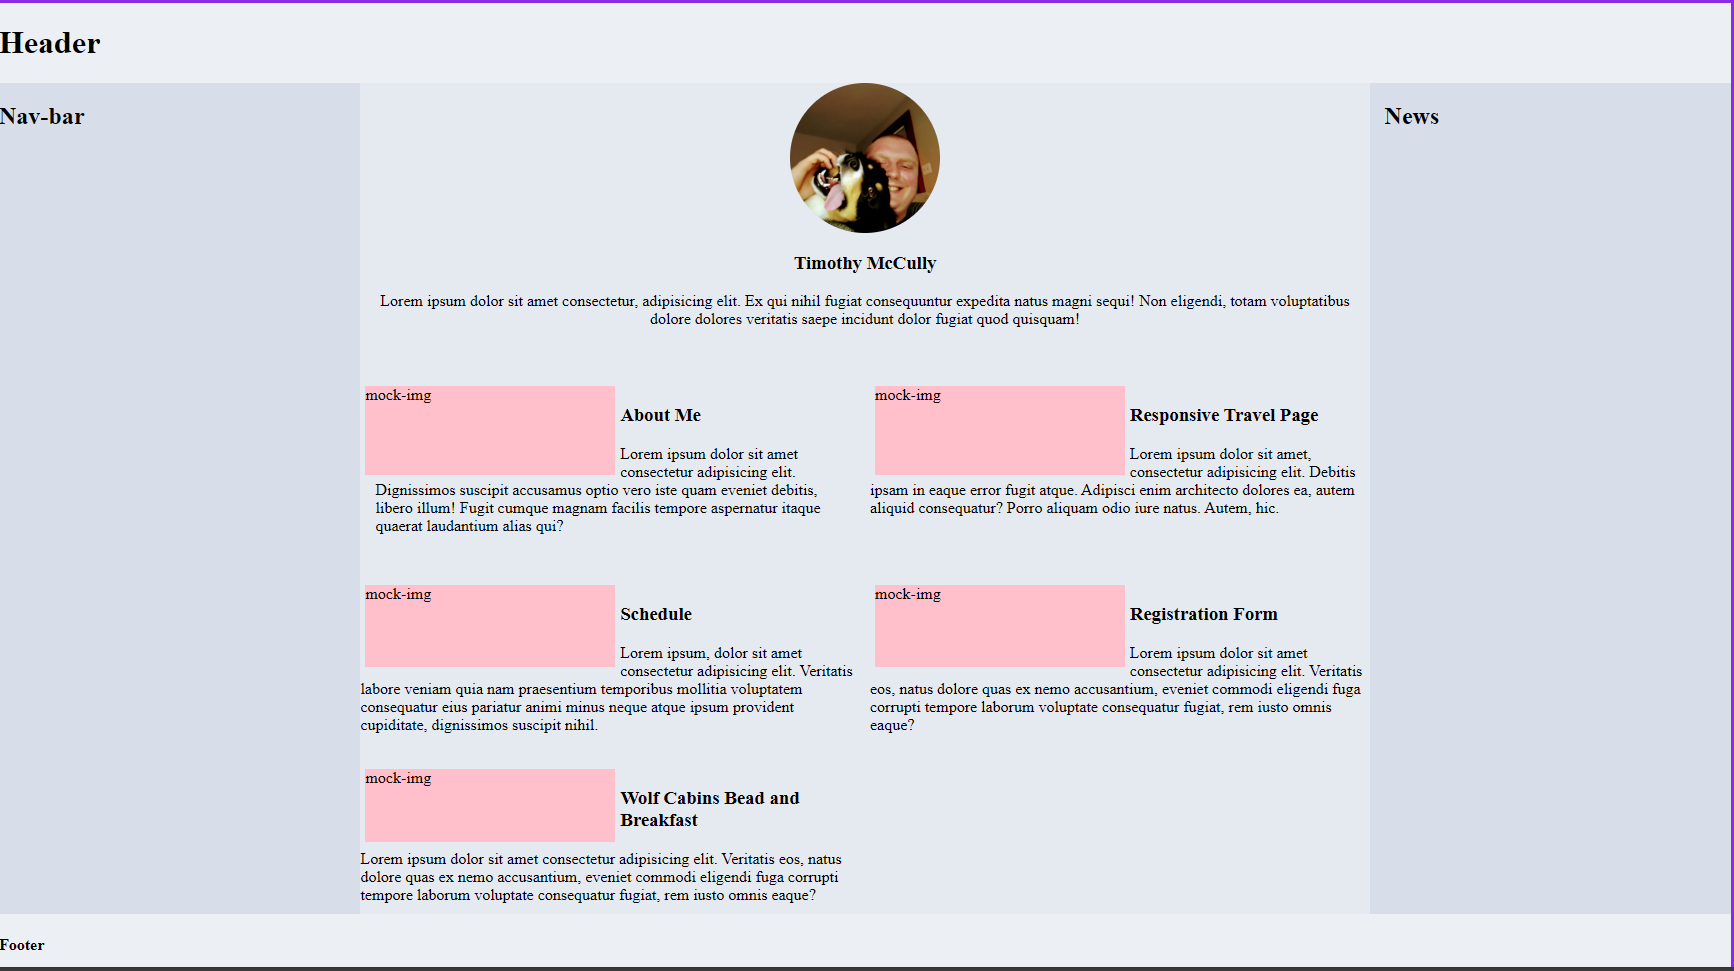 Header
Nav-bar
News
Timothy McCully
Lorem ipsum dolor sit amet consectetur, adipisicing elit. Ex qui nihil fugiat consequuntur expedita natus magni sequi! Non eligendi, totam voluptatibus
dolore dolores veritatis saepe incidunt dolor fugiat quod quisquam!
mock-img
About Me
Lorem ipsum dolor sit amet
consectetur adipisicing elit.
Dignissimos suscipit accusamus optio vero iste quam eveniet debitis,
libero illum! Fugit cumque magnam facilis tempore aspernatur itaque
quaerat laudantium alias qui?
mock-img
Responsive Travel Page
Lorem ipsum dolor sit amet,
consectetur adipisicing elit. Debitis
ipsam in eaque error fugit atque. Adipisci enim architecto dolores ea, autem
aliquid consequatur? Porro aliquam odio iure natus. Autem, hic.
mock-img
Schedule
Lorem ipsum, dolor sit amet
consectetur adipisicing elit. Veritatis
labore veniam quia nam praesentium temporibus mollitia voluptatem
consequatur eius pariatur animi minus neque atque ipsum provident
cupiditate, dignissimos suscipit nihil.
mock-img
Registration Form
Lorem ipsum dolor sit amet
consectetur adipisicing elit. Veritatis
eos, natus dolore quas ex nemo accusantium, eveniet commodi eligendi fuga
corrupti tempore laborum voluptate consequatur fugiat, rem iusto omnis
eaque?
mock-img
Wolf Cabins Bead and
Breakfast
Lorem ipsum dolor sit amet consectetur adipisicing elit. Veritatis eos, natus
dolore quas ex nemo accusantium, eveniet commodi eligendi fuga corrupti
tempore laborum voluptate consequatur fugiat, rem iusto omnis eaque?
Footer